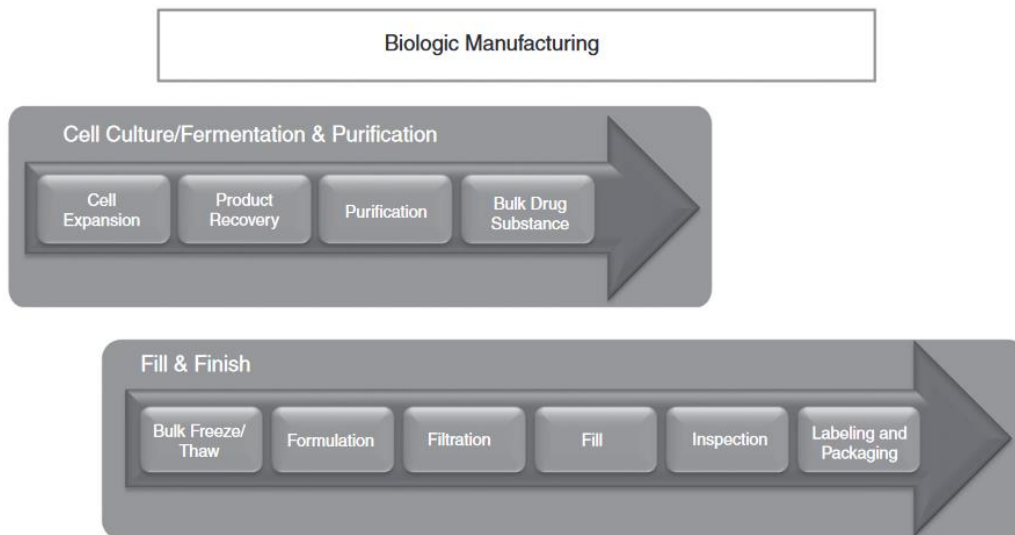 Biologic Manufacturing
Cell Culture/Fermentation & Purification
Cell
Expansion
Product
Recovery
Purification
Bulk Drug
Substance
Fill & Finish
Bulk Freeze/
Thaw
Formulation
Filtration
Fill
Inspection
Labeling and
Packaging